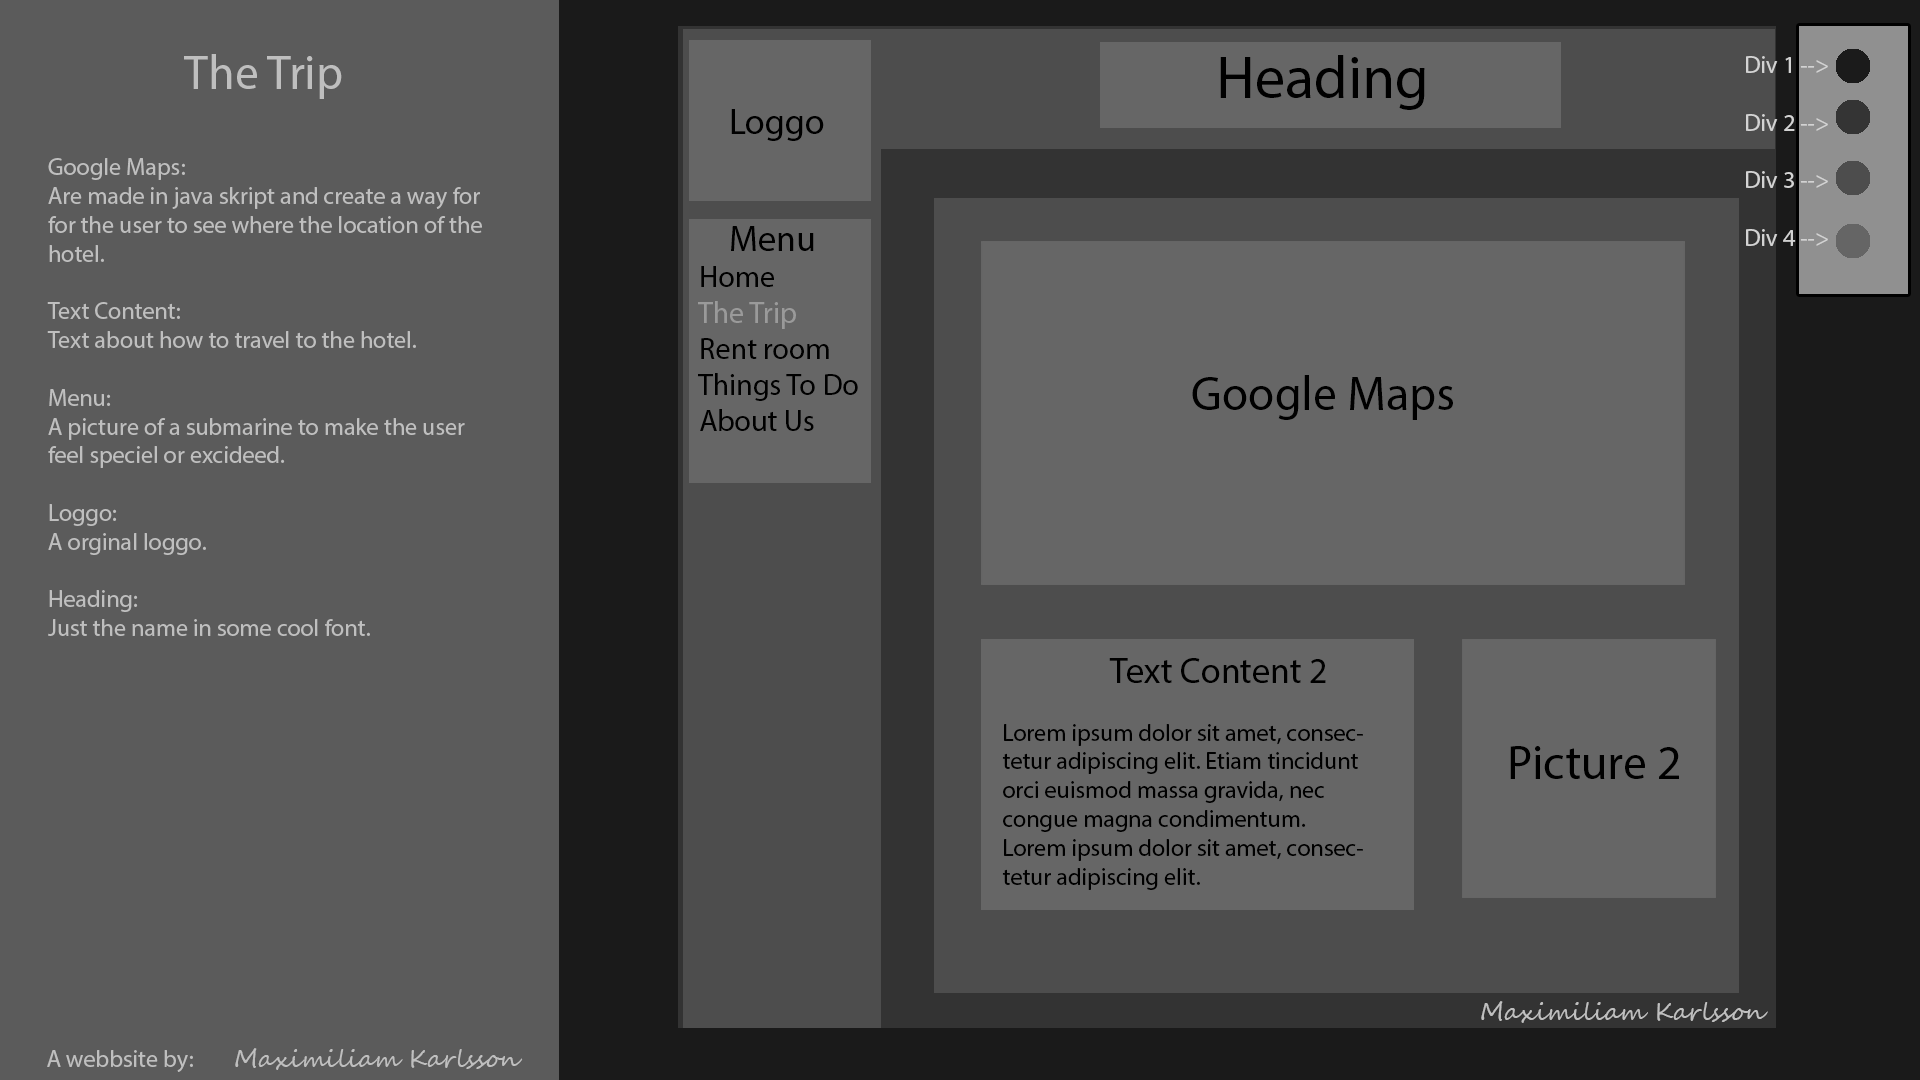 The Trip
Google Maps:
Are made in java skript and create a way for
for the user to see where the location of the
hotel.
Text Content:
Text about how to travel to the hotel.
Menu:
A picture of a submarine to make the user
feel speciel or excideed.
Loggo:
A orginal loggo.
Heading:
Just the name in some cool font.
A webbsite by: Maximiliam Karlsson
Loggo
Heading
Menu
Home
The Trip
Rent room
Things To Do
About Us
Google Maps
Text Content 2
Lorem ipsum dolor sit amet, consec-
tetur adipiscing elit. Etiam tincidunt
orci euismod massa gravida, nec
congue magna condimentum.
Lorem ipsum dolor sit amet, consec-
tetur adipiscing elit.
Picture 2
Maximiliam Karlsson
Div 1 -->
Div 2 -->
Div 3 -->
Div 4 -->